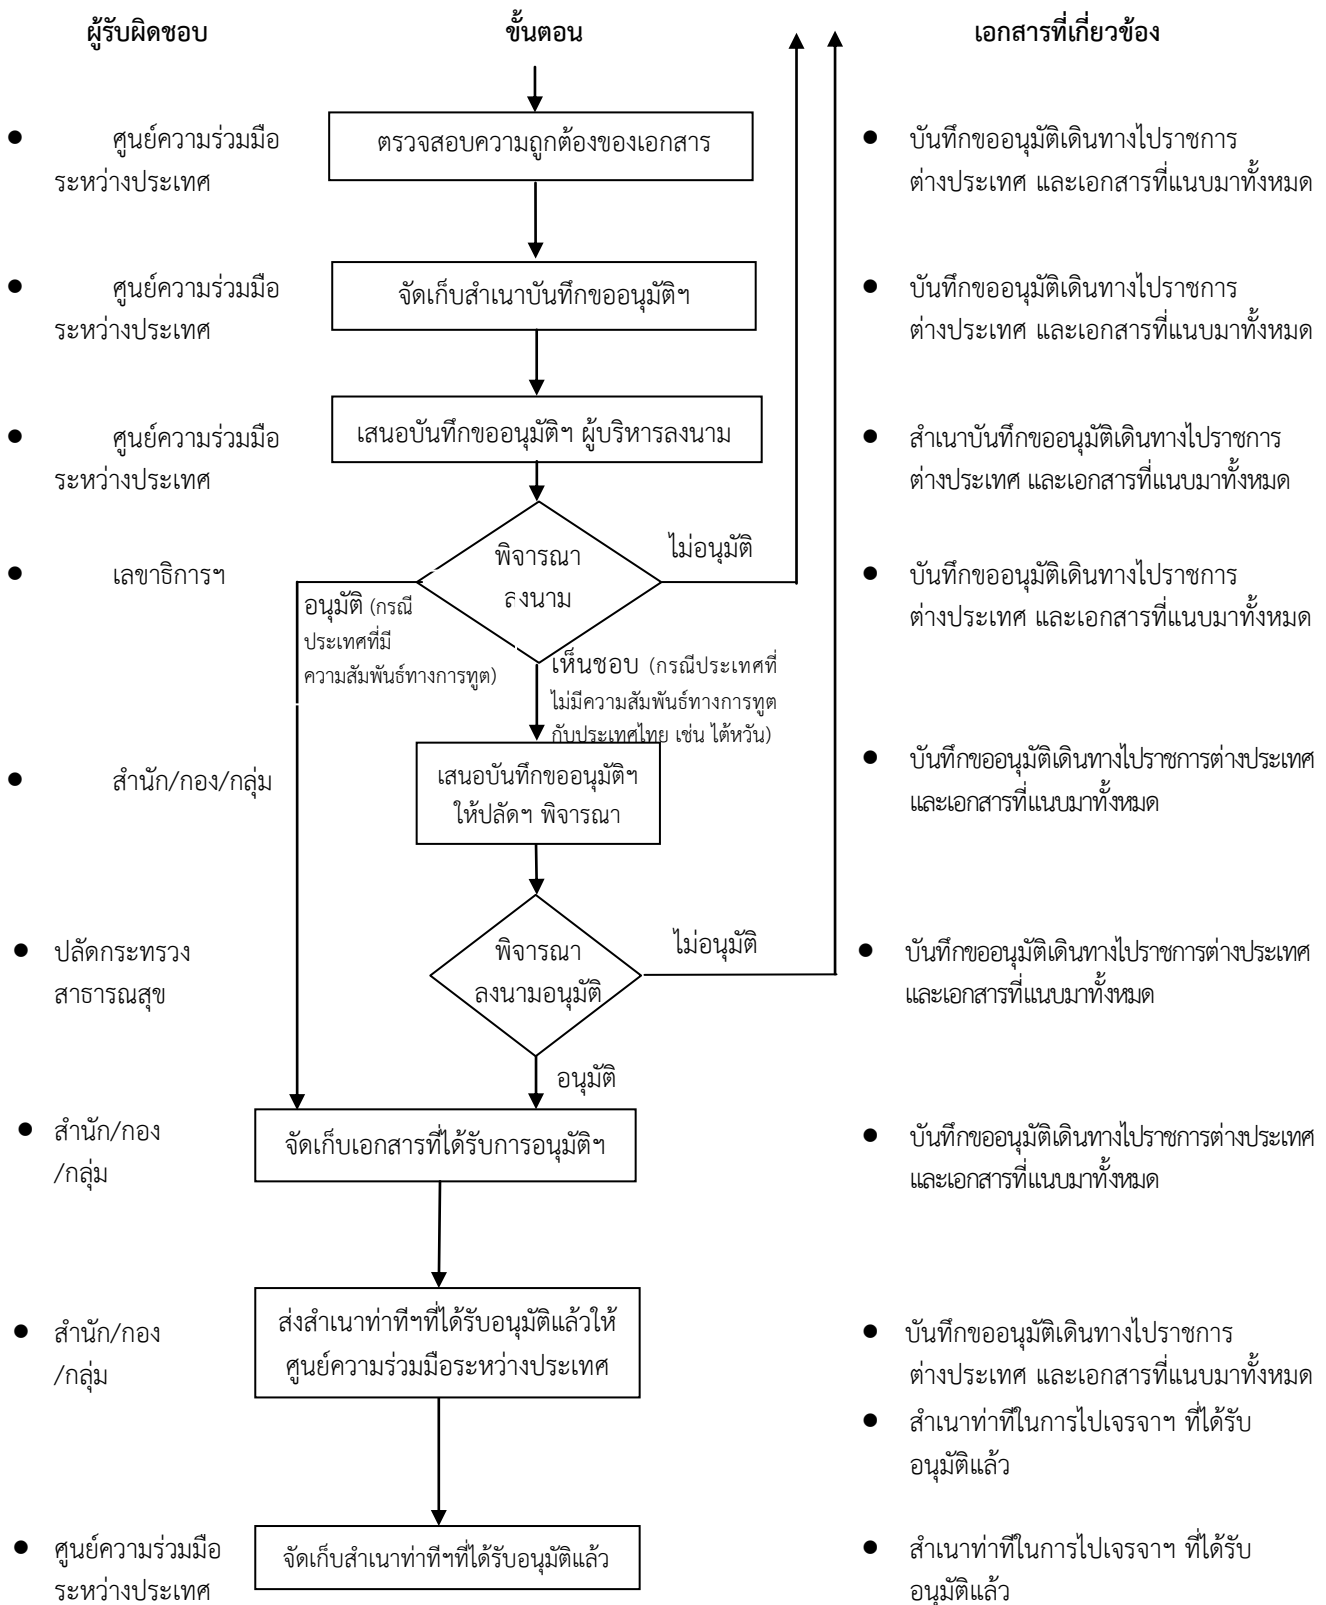 ผู้รับผิดชอบ
ขั้นตอน
เอกสารที่เกี่ยวข้อง
ศูนย์ความร่วมมือ
ระหว่างประเทศ
ตรวจสอบความถูกต้องของเอกสาร
บันทึกขออนุมัติเดินทางไปราชการ
ต่างประเทศ และเอกสารที่แนบมาทั้งหมด
ศูนย์ความร่วมมือ
ระหว่างประเทศ
จัดเก็บสำเนาบันทึกขออนุมัติฯ
บันทึกขออนุมัติเดินทางไปราชการ
ต่างประเทศ และเอกสารที่แนบมาทั้งหมด
ศูนย์ความร่วมมือ
ระหว่างประเทศ
เสนอบันทึกขออนุมัติฯ ผู้บริหารลงนาม
สำเนาบันทึกขออนุมัติเดินทางไปราชการ
ต่างประเทศ และเอกสารที่แนบมาทั้งหมด
เลขาธิการฯ
พิจารณา
ลงนาม
ไม่อนุมัติ
บันทึกขออนุมัติเดินทางไปราชการ
ต่างประเทศ และเอกสารที่แนบมาทั้งหมด
อนุมัติ (กรณี
ประเทศที่มี
ความสัมพันธ์ทางการทูต)
เห็นชอบ (กรณีประเทศที่
ไม่มีความสัมพันธ์ทางการทูต
กับประเทศไทย เช่น ไต้หวัน)
สำนัก/กอง/กลุ่ม
เสนอบันทึกขออนุมัติฯ
ให้ปลัดฯ พิจารณา
บันทึกขออนุมัติเดินทางไปราชการต่างประเทศ
และเอกสารที่แนบมาทั้งหมด
ปลัดกระทรวง
สาธารณสุข
พิจารณา
ลงนามอนุมัติ
ไม่อนุมัติ
บันทึกขออนุมัติเดินทางไปราชการต่างประเทศ
และเอกสารที่แนบมาทั้งหมด
อนุมัติ
สำนัก/กอง
/กลุ่ม
จัดเก็บเอกสารที่ได้รับการอนุมัติฯ
บันทึกขออนุมัติเดินทางไปราชการต่างประเทศ
และเอกสารที่แนบมาทั้งหมด
สำนัก/กอง
/กลุ่ม
ส่งสำเนาท่าทีฯที่ได้รับอนุมัติแล้วให้
ศูนย์ความร่วมมือระหว่างประเทศ
บันทึกขออนุมัติเดินทางไปราชการ
ต่างประเทศ และเอกสารที่แนบมาทั้งหมด
สำเนาท่าทีในการไปเจรจาฯ ที่ได้รับ
อนุมัติแล้ว
ศูนย์ความร่วมมือ
ระหว่างประเทศ
จัดเก็บสำเนาท่าทีฯที่ได้รับอนุมัติแล้ว
สำเนาท่าทีในการไปเจรจาฯ ที่ได้รับ
อนุมัติแล้ว